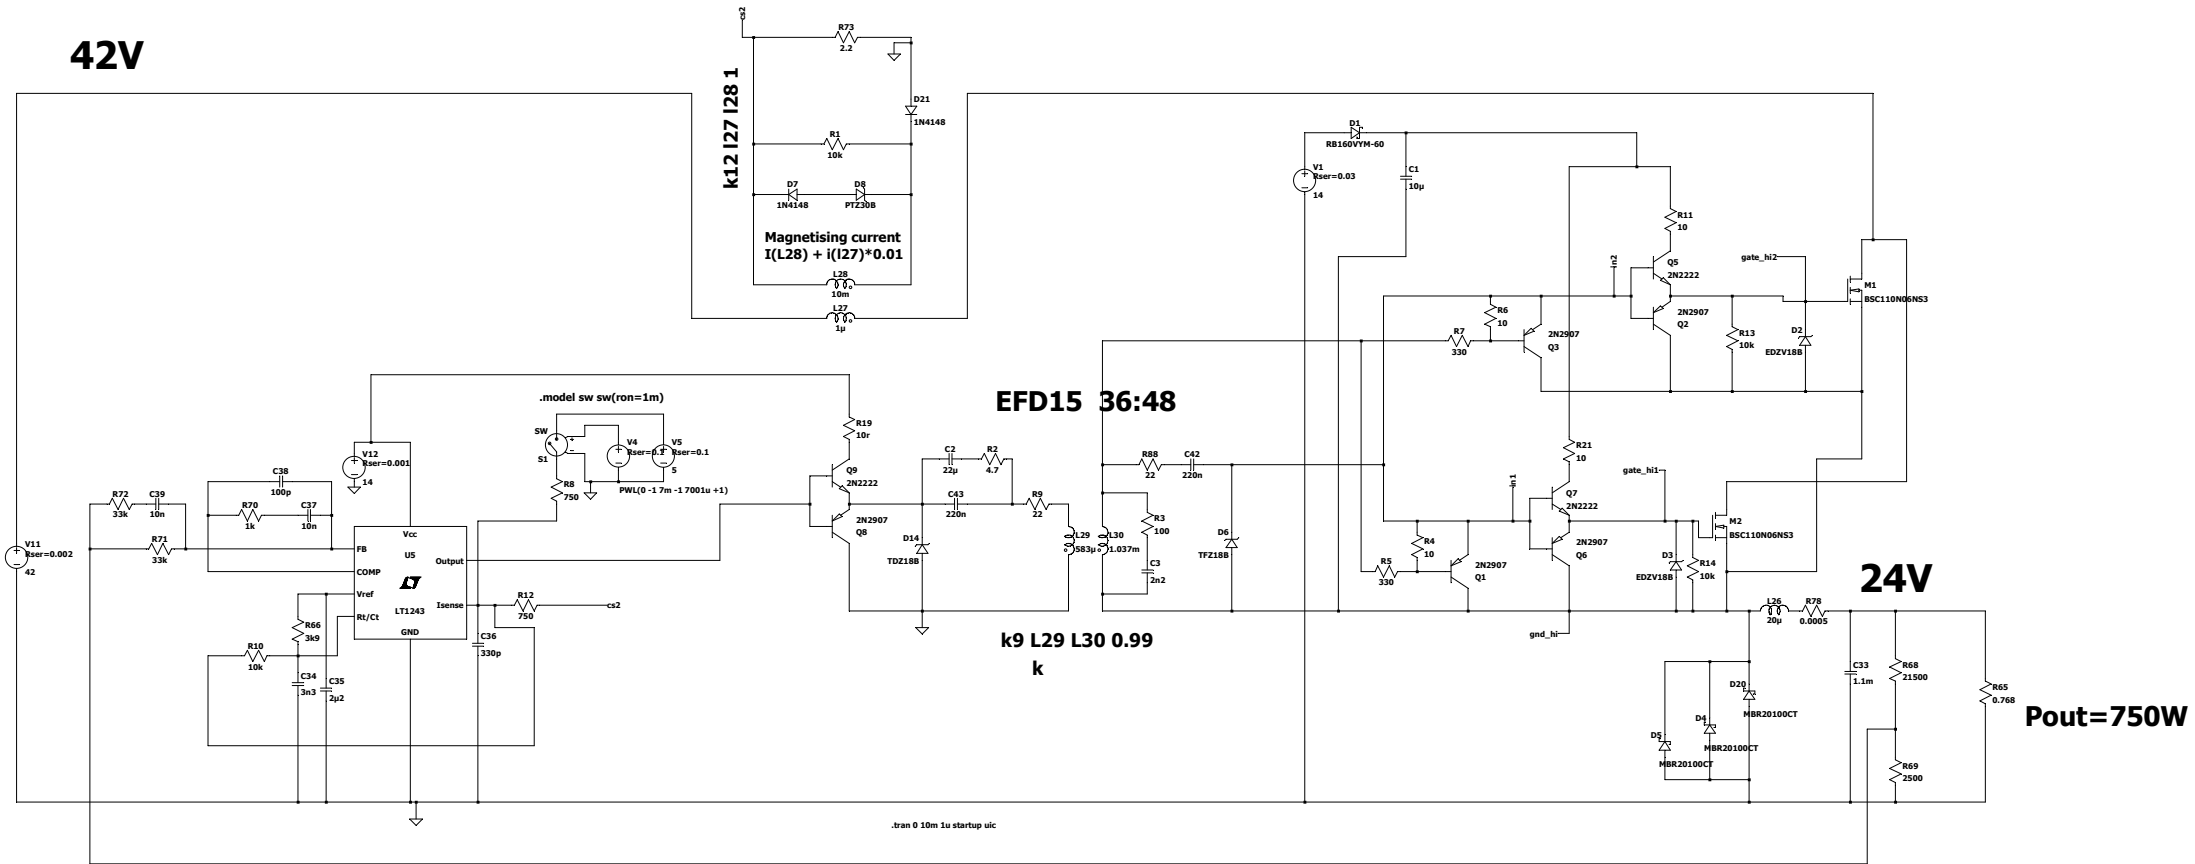 42V
cs2
R73
2.2
k12 l27 l28 1
D21
1N4148
R1
10k
D7
1N4148
D8
PTZ30B
Magnetising current
I(L28) + i(l27)*0.01
L28
10m
L27
1µ
D1
RB160VYM-60
V1
Rser=0.03
14
C1
10µ
R11
10
Q5
2N2222
in2
gate_hi2
M1
BSC110N06NS3
2N2907
Q2
R13
10k
D2
EDZV18B
R6
10
R7
330
2N2907
Q3
EFD15 36:48
.model sw sw(ron=1m)
SW
S1
V4
Rser=0.1
V5
Rser=0.1
5
R8
750
PWL(0 -1 7m -1 7001u +1)
R19
10r
Q9
2N2222
2N2907
Q8
V12
Rser=0.001
14
C38
100p
R70
1k
C37
10n
R72
33k
C39
10n
R71
33k
V11
Rser=0.002
42
Vcc
U5
FB
COMP
Vref
Rt/Ct
Output
Isense
LT
LT1243
GND
R12
750
cs2
C36
330p
R66
3k9
R10
10k
C34
3n3
C35
2µ2
C2
22µ
R2
4.7
C43
220n
R9
22
D14
TDZ18B
L29
583µ
L30
1.037m
R88
22
C42
220n
R3
100
C3
2n2
D6
TFZ18B
k9 L29 L30 0.99
k
R21
10
in1
gate_hi1
Q7
2N2222
2N2907
Q6
R4
10
R5
330
2N2907
Q1
M2
BSC110N06NS3
D3
EDZV18B
R14
10k
gnd_hi
24V
L26
20µ
R78
0.0005
C33
1.1m
R68
21500
R65
0.768
D20
MBR20100CT
D4
MBR20100CT
D5
MBR20100CT
R69
2500
Pout=750W
.tran 0 10m 1u startup uic